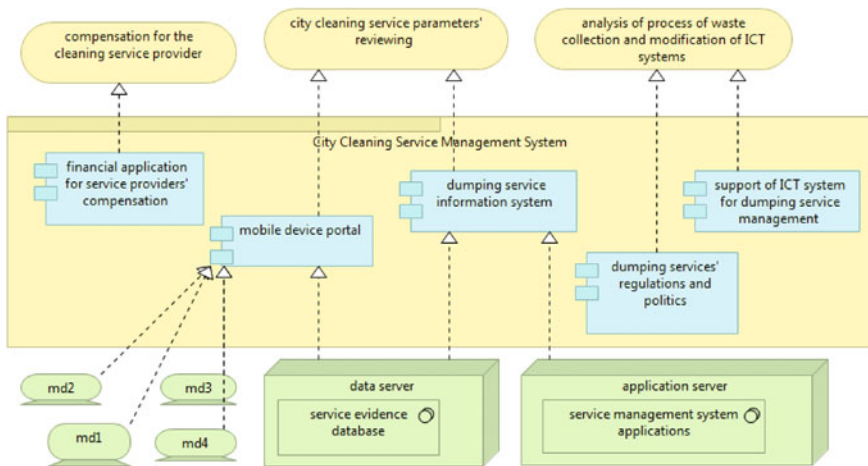 compensation for the
cleaning service provider
city cleaning service parameters'
reviewing
analysis of process of waste
collection and modification of ICT
systems
City Cleaning Service Management System
financial application
for service providers'
compensation
mobile device portal
dumping service
information system
support of ICT system
for dumping service
management
dumping services'
regulations and
politics
md2
md3
md1
md4
data server
service evidence
database
application server
service management system
applications